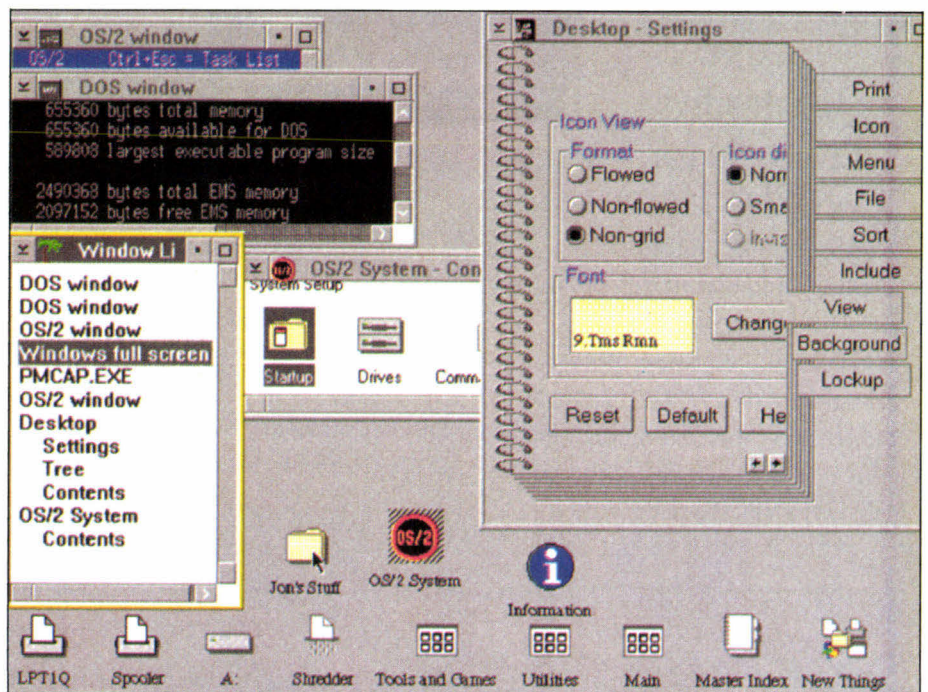 OS/2 window
OS/2 Ctrl+Esc = Task List
DOS window
655360 bytes total memory
655360 bytes available for DOS
589808 largest executable program size
2490368 bytes total EMS memory
2097152 bytes free EMS memory
Window Li
DOS window
DOS window
OS/2 window
Windows full screen
PMCAP.EXE
OS/2 window
Desktop
Settings
Tree
Contents
OS/2 System
Contents
OS/2 System - Con
System Setup
Startup
Drives
Comm
Desktop - Settings
Icon View
Format
Flowed
Non-flowed
Non-grid
Icon di
Nor
Sma
Font
9.Tms Rmn
Chang
Reset
Default
He
Print
Icon
Menu
File
Sort
Include
View
Background
Lockup
Jon's Stuff
OS/2
OS/2 System
Information
LPT1Q
Spooler
A:
Shredder
Tools and Games
Utilities
Main
Master Index
New Things